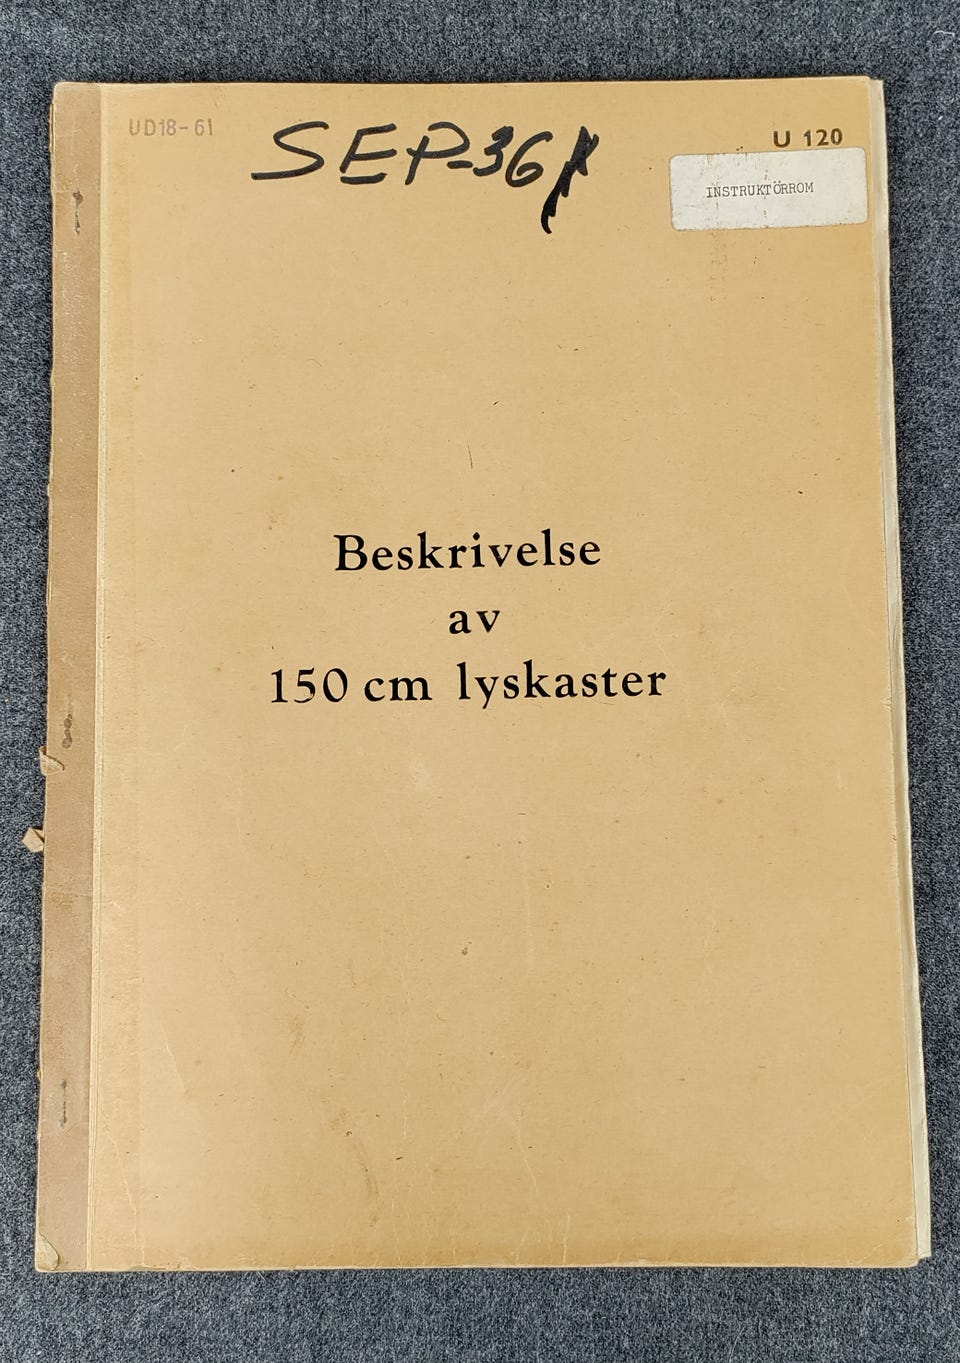 UD18-61
SEP-36
U 120
INSTRUKTÖRROM
Beskrivelse
av
150 cm lyskaster